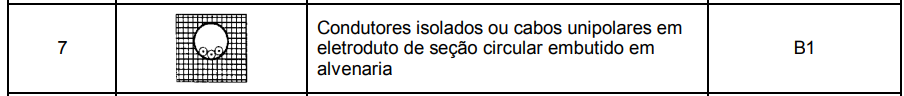 7
Condutores isolados ou cabos unipolares em
eletroduto de seção circular embutido em
alvenaria
B1